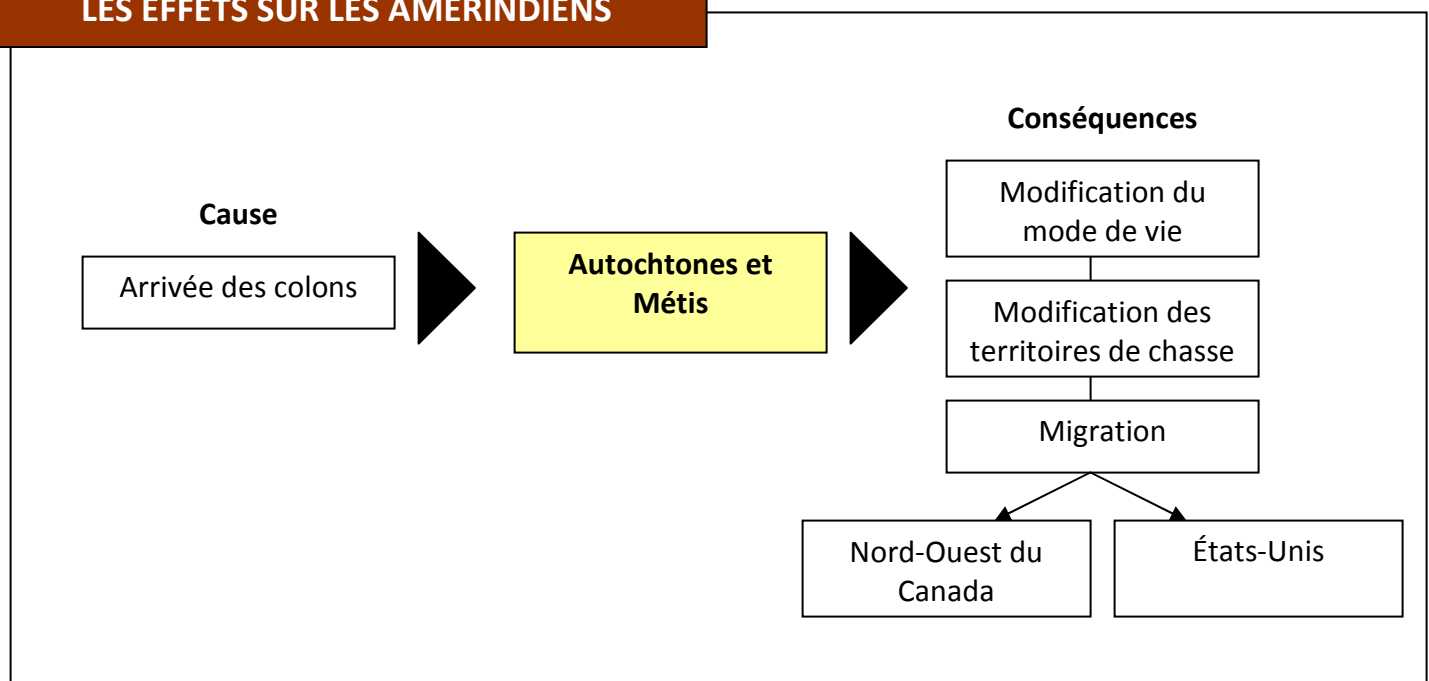 LES EFFETS SUR LES AMÉRINDIENS
Cause
Arrivée des colons
Autochtones et
Métis
Conséquences
Modification du
mode de vie
Modification des
territoires de chasse
Migration
Nord-Ouest du
Canada
États-Unis